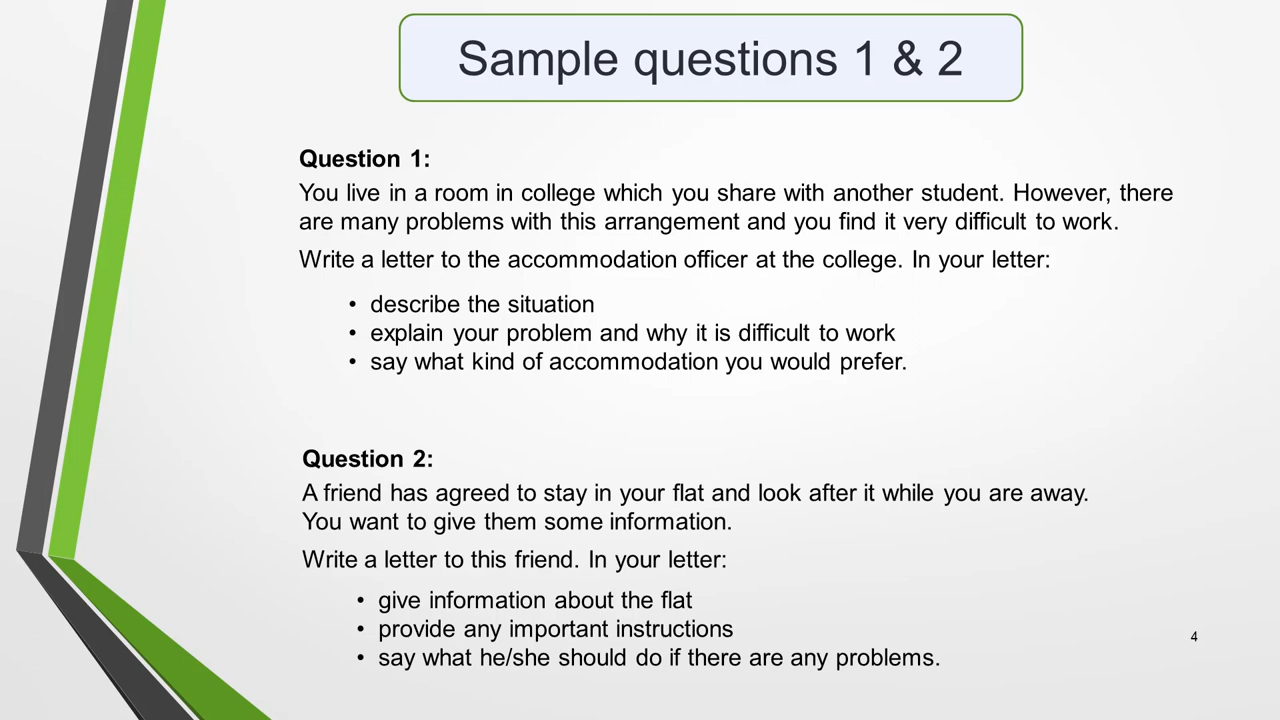 Sample questions 1 & 2
Question 1:
You live in a room in college which you share with another student. However, there
are many problems with this arrangement and you find it very difficult to work.
Write a letter to the accommodation officer at the college. In your letter:
• describe the situation
• explain your problem and why it is difficult to work
• say what kind of accommodation you would prefer.
Question 2:
A friend has agreed to stay in your flat and look after it while you are away.
You want to give them some information.
Write a letter to this friend. In your letter:
• give information about the flat
• provide any important instructions
• say what he/she should do if there are any problems.
4